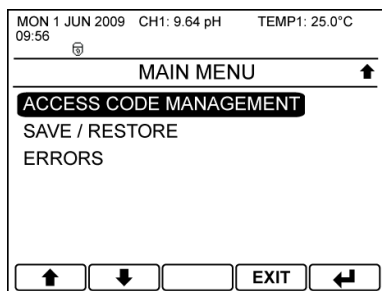 MON 1 JUN 2009 CH1: 9.64 pH TEMP1: 25.0°C
09:56
MAIN MENU
ACCESS CODE MANAGEMENT
SAVE / RESTORE
ERRORS
EXIT